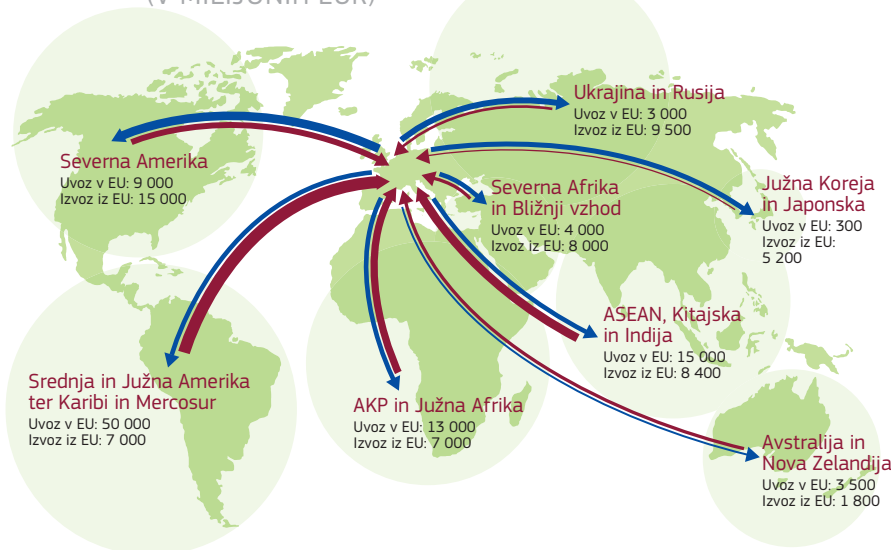 (V MILIJONIH EUR)
Ukrajina in Rusija
Uvoz v EU: 3 000
Izvoz iz EU: 9 500
Severna Amerika
Uvoz v EU: 9 000
Izvoz iz EU: 15 000
Severna Afrika
in Bližnji vzhod
Uvoz v EU: 4 000
Izvoz iz EU: 8 000
Južna Koreja
in Japonska
Uvoz v EU: 300
Izvoz iz EU:
5 200
ASEAN, Kitajska
in Indija
Uvoz v EU: 15 000
Izvoz iz EU: 8 400
Srednja in Južna Amerika
ter Karibi in Mercosur
Uvoz v EU: 50 000
Izvoz iz EU: 7 000
AKP in Južna Afrika
Uvoz v EU: 13 000
Izvoz iz EU: 7 000
Avstralija in
Nova Zelandija
Uvoz v EU: 3 500
Izvoz iz EU: 1 800